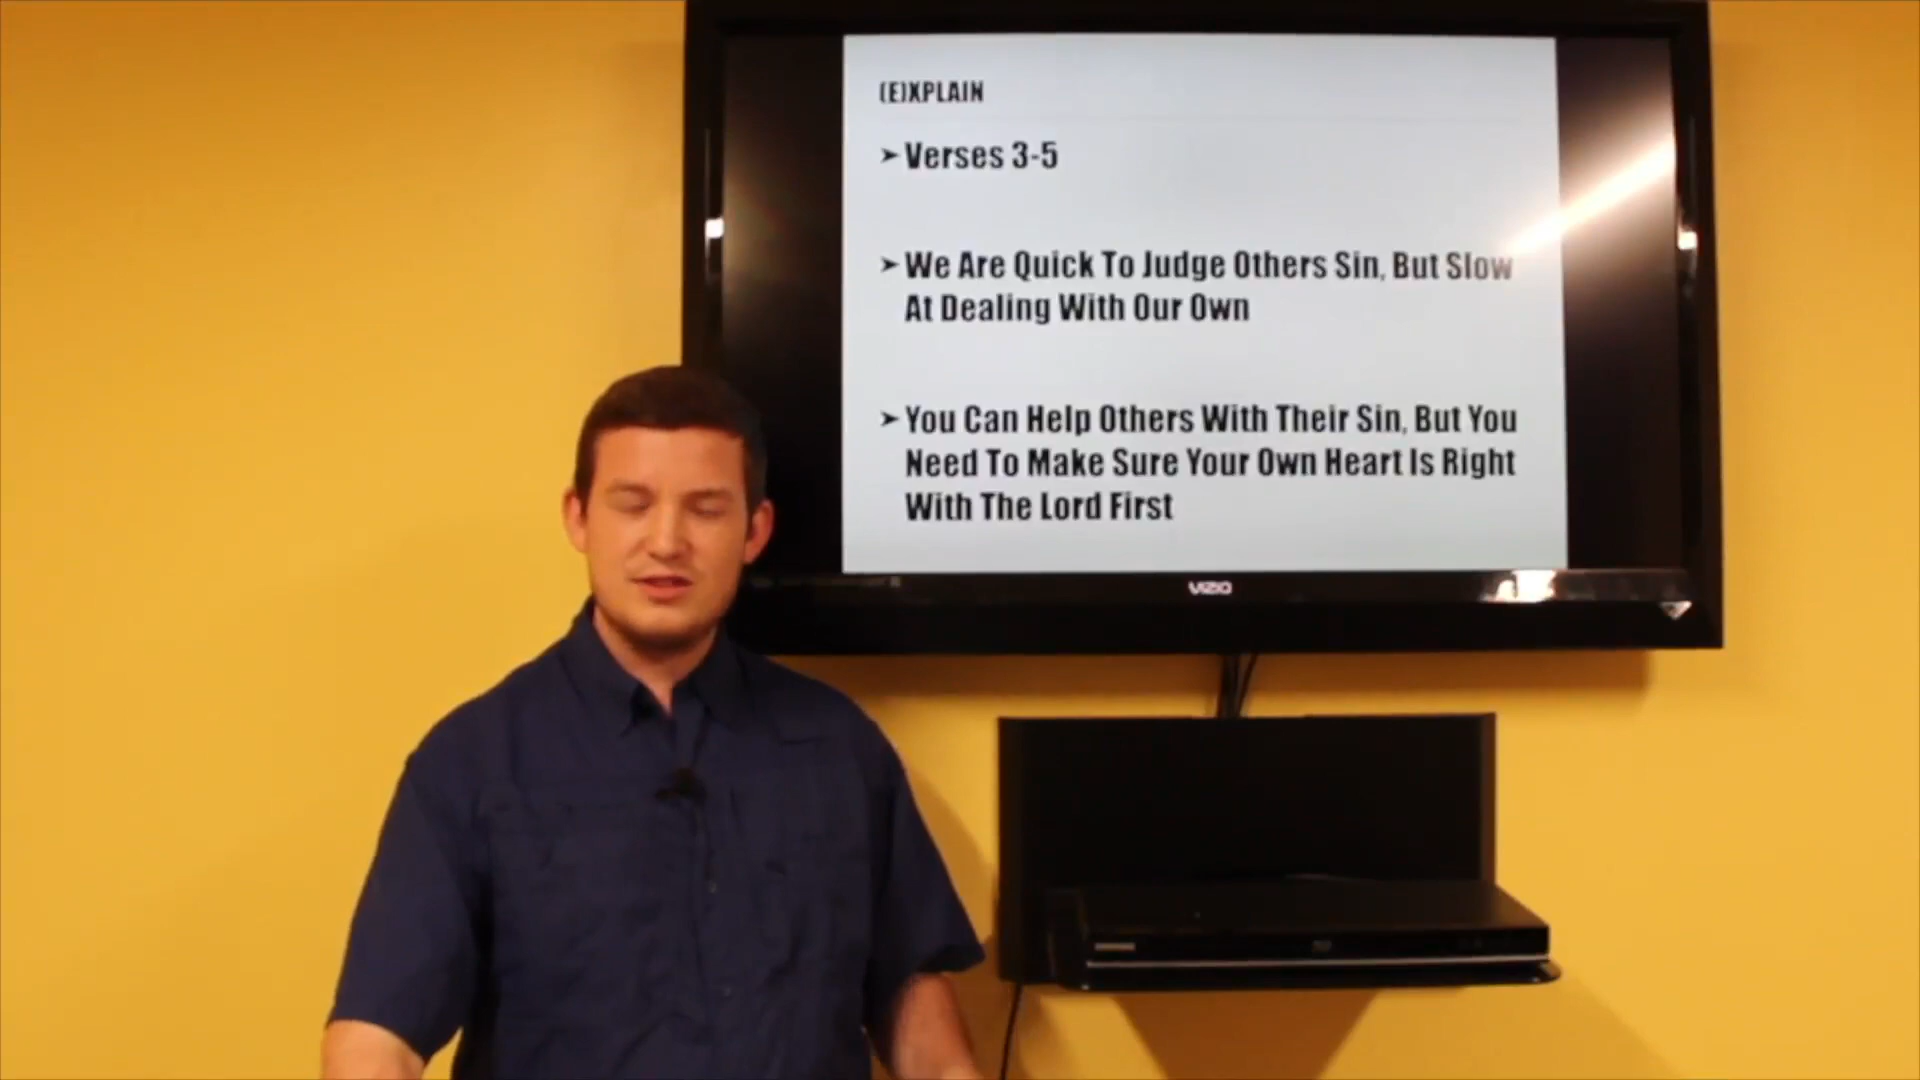 (E)XPLAIN
➤ Verses 3-5
➤ We Are Quick To Judge Others Sin, But Slow
At Dealing With Our Own
➤ You Can Help Others With Their Sin, But You
Need To Make Sure Your Own Heart Is Right
With The Lord First
VIZIO